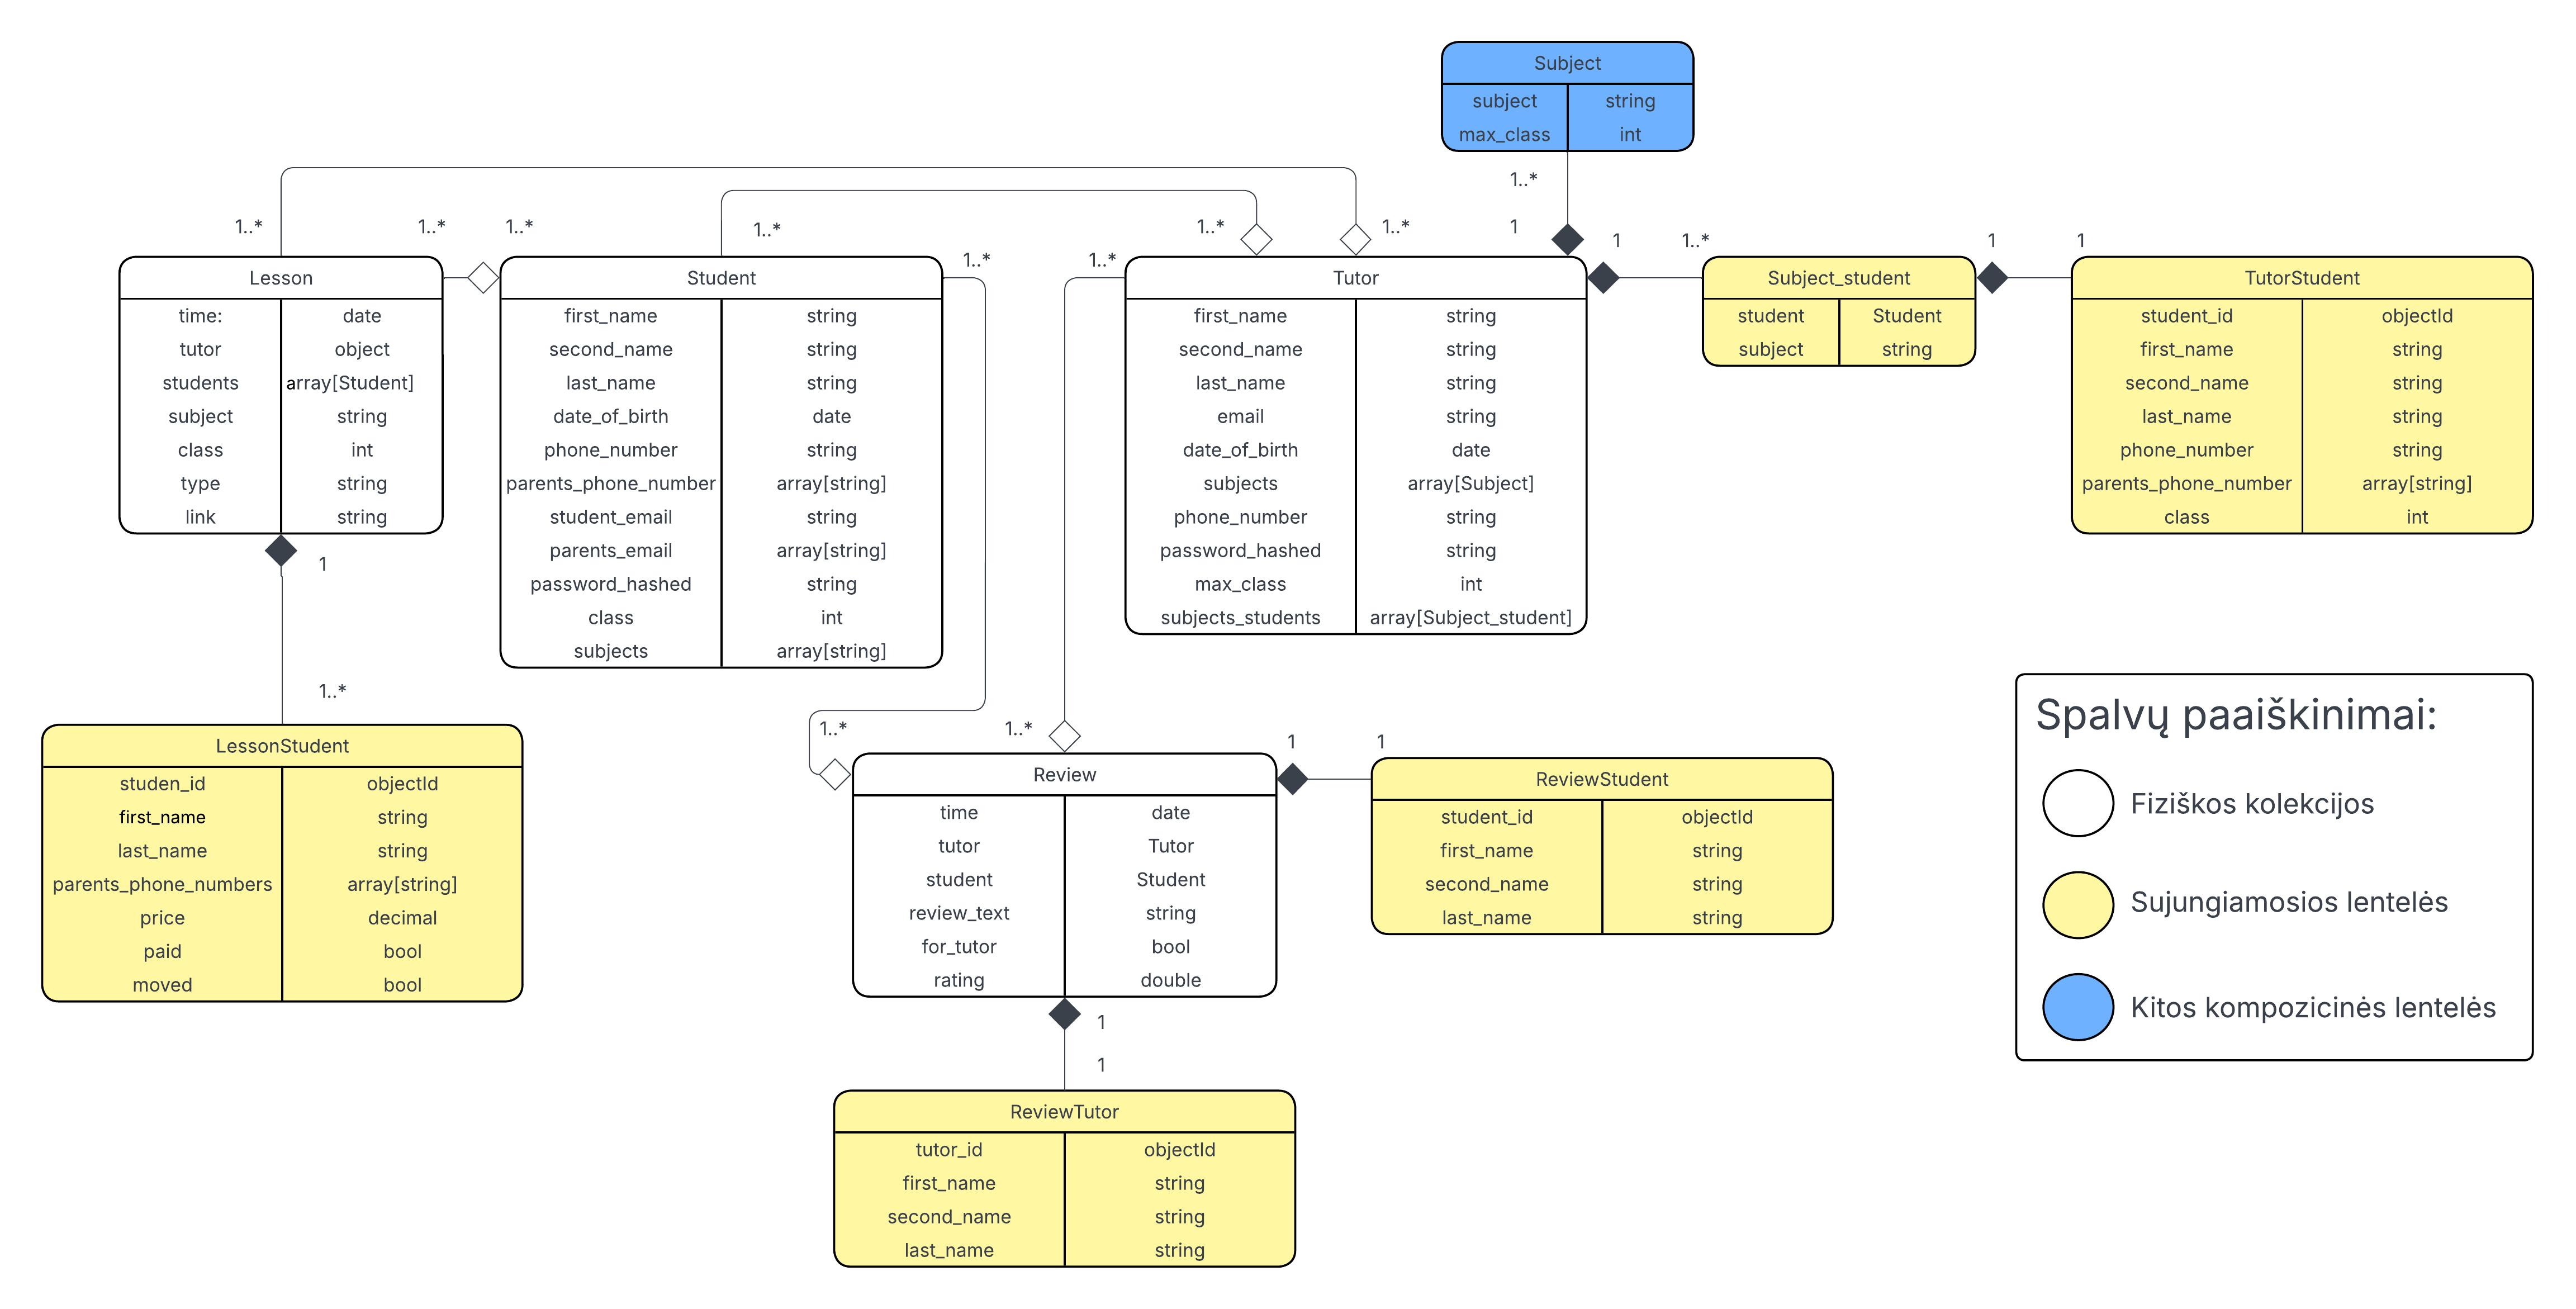 Subject
subject string
max_class int
1..*
1
1..*
1..*
1..*
1..*
1..*
1..*
1..*
1..*
1
1..*
1
1
Lesson
time: date
tutor object
students array[Student]
subject string
class int
type string
link string
1
1..*
Student
first_name string
second_name string
last_name string
date_of_birth date
phone_number string
parents_phone_number array[string]
student_email string
parents_email array[string]
password_hashed string
class int
subjects array[string]
Tutor
first_name string
second_name string
last_name string
email string
date_of_birth date
subjects array[Subject]
phone_number string
password_hashed string
max_class int
subjects_students array[Subject_student]
Subject_student
student Student
subject string
TutorStudent
student_id objectId
first_name string
second_name string
last_name string
phone_number string
parents_phone_number array[string]
class int
LessonStudent
studen_id objectId
first_name string
last_name string
parents_phone_numbers array[string]
price decimal
paid bool
moved bool
1..*
1..*
1
1
Review
time date
tutor Tutor
student Student
review_text string
for_tutor bool
rating double
1
1
ReviewStudent
student_id objectId
first_name string
second_name string
last_name string
ReviewTutor
tutor_id objectId
first_name string
second_name string
last_name string
Spalvų paaiškinimai:
Fiziškos kolekcijos
Sujungiamosios lentelės
Kitos kompozicinės lentelės